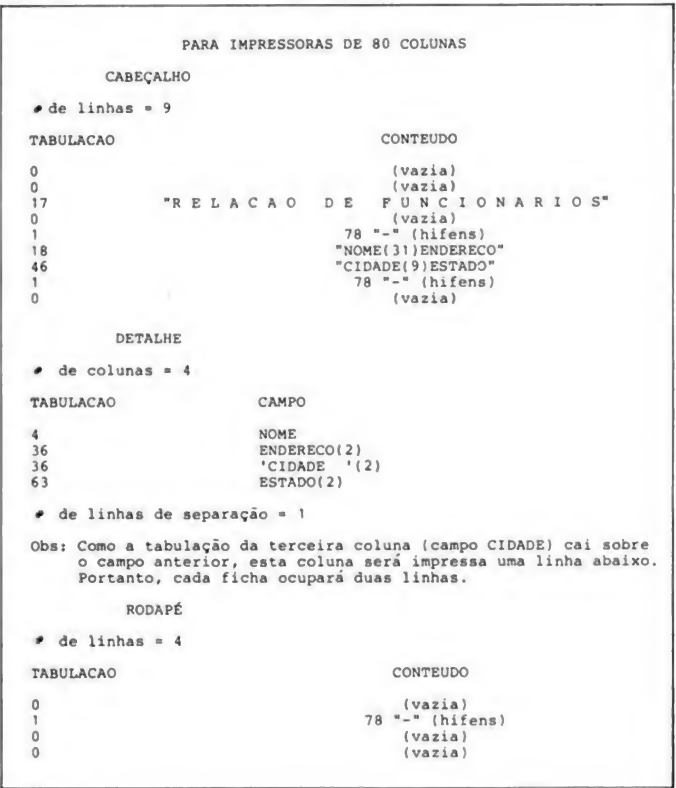 PARA IMPRESSORAS DE 80 COLUNAS
CABEÇALHO
# de linhas = 9
TABULACAO CONTEUDO
0 (vazia)
0 (vazia)
17 "R E L A C A O D E F U N C I O N A R I O S"
0 (vazia)
1 78 "-" (hifens)
18 "NOME(31)ENDERECO"
46 "CIDADE(9)ESTADO"
1 78 "-" (hifens)
0 (vazia)
DETALHE
# de colunas = 4
TABULACAO CAMPO
4 NOME
36 ENDERECO(2)
36 'CIDADE '(2)
63 ESTADO(2)
# de linhas de separação = 1
Obs: Como a tabulação da terceira coluna (campo CIDADE) cai sobre
o campo anterior, esta coluna será impressa uma linha abaixo.
Portanto, cada ficha ocupará duas linhas.
RODAPÉ
# de linhas = 4
TABULACAO CONTEUDO
0 (vazia)
1 78 "-" (hifens)
0 (vazia)
0 (vazia)